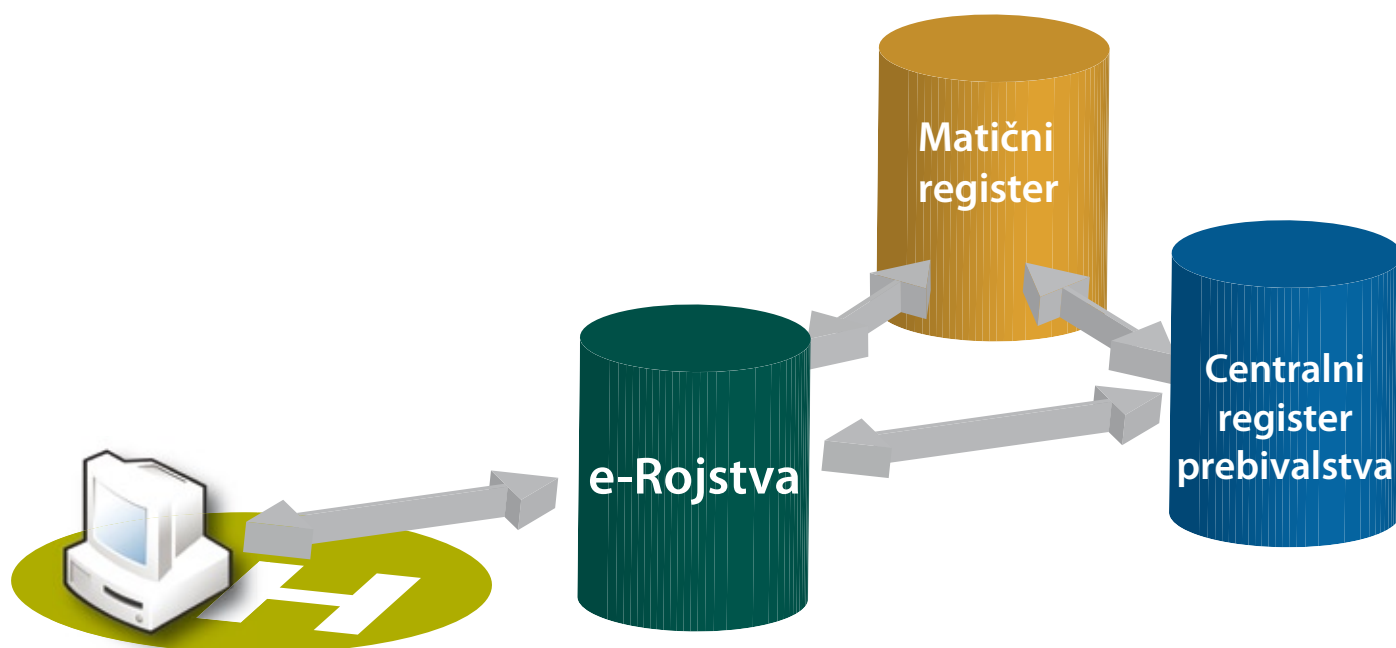 Matični
register
Centralni
register
prebivalstva
e-Rojstva
H